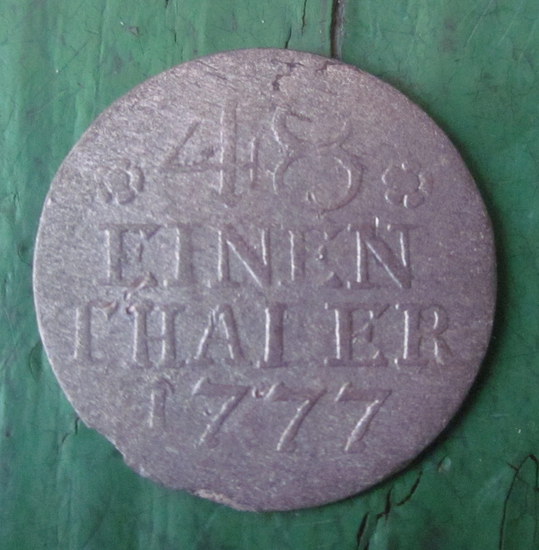 48
EINEN
THALER
1777